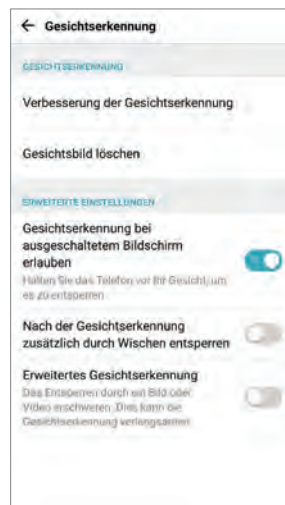 Gesichtserkennung
GESICHTSERKENNUNG
Verbesserung der Gesichtserkennung
Gesichtsbild löschen
ERWEITERTE EINSTELLUNGEN
Gesichtserkennung bei
ausgeschaltetem Bildschirm
erlauben
Halten Sie das Telefon vor Ihr Gesicht, um
es zu entsperren.
Nach der Gesichtserkennung
zusätzlich durch Wischen entsperren
Erweitertes Gesichtserkennung
Das Entsperren durch ein Bild oder
Video erschweren. Dies kann die
Gesichtserkennung verlangsamen.